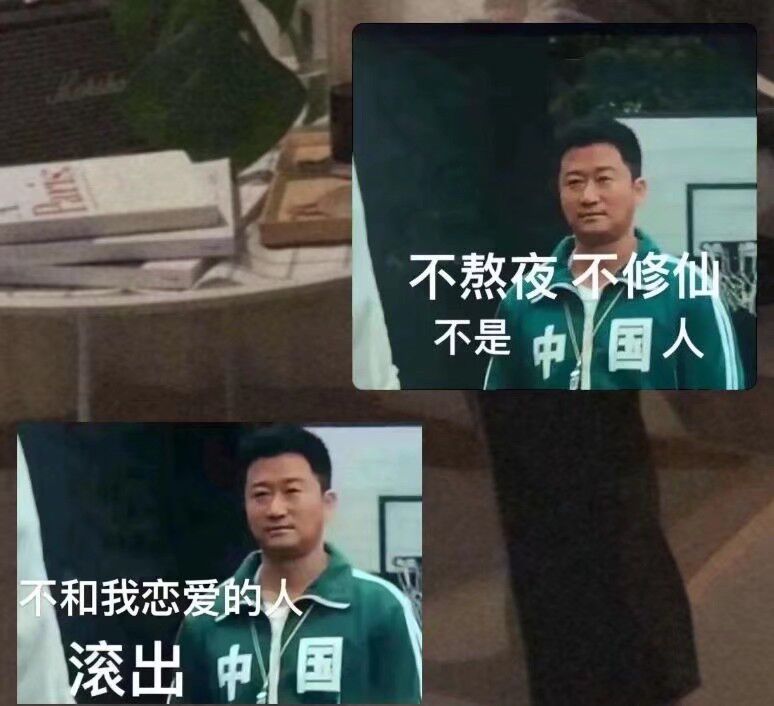 Paris
不熬夜 不修仙
不是 中国 人
不和我恋爱的人
滚出 中国